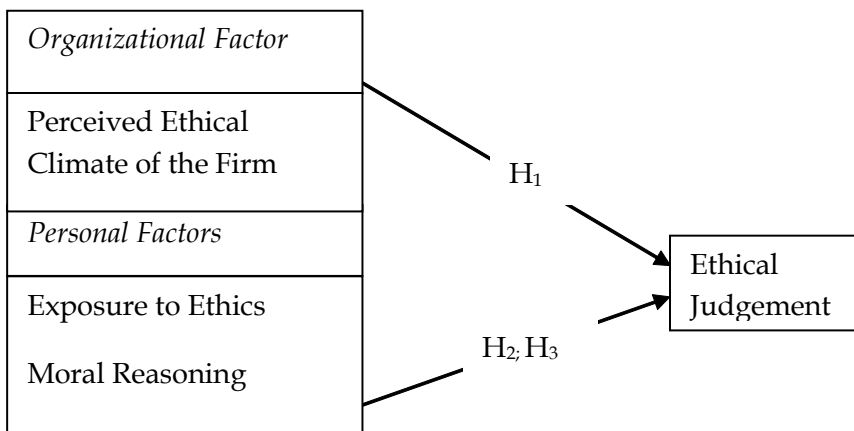 Organizational Factor
Perceived Ethical
Climate of the Firm
H₁
Personal Factors
Ethical
Judgement
Exposure to Ethics
H₂; H₃
Moral Reasoning